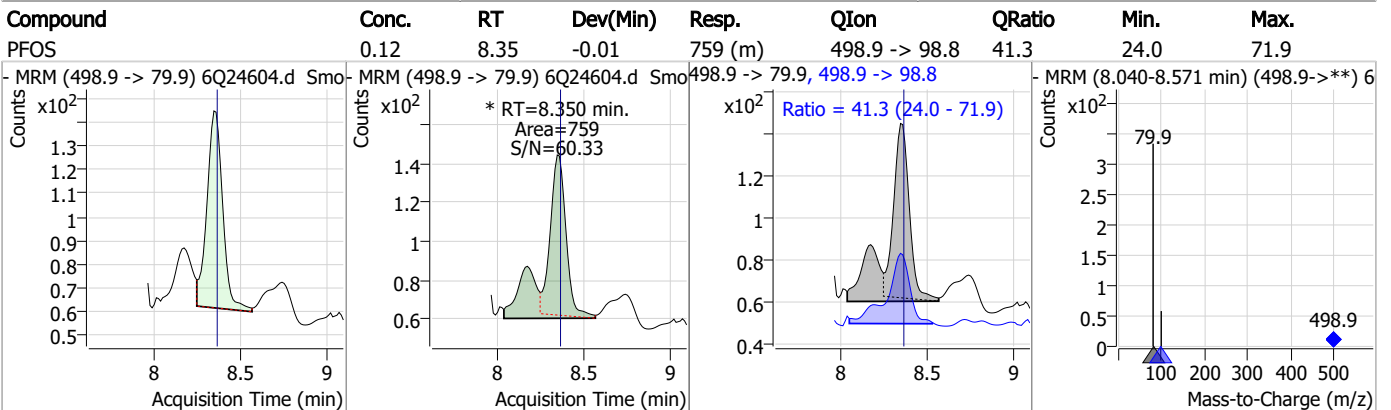 Compound Conc. RT Dev(Min) Resp. QIon QRatio Min. Max.
PFOS 0.12 8.35 -0.01 759 (m) 498.9 -> 98.8 41.3 24.0 71.9
- MRM (498.9 -> 79.9) 6Q24604.d Smo
Counts
x10²
1.3
1.2
1.1
1
0.9
0.8
0.7
0.6
0.5
8 8.5 9
Acquisition Time (min)
- MRM (498.9 -> 79.9) 6Q24604.d Smo
Counts
x10²
* RT=8.350 min.
Area=759
S/N=60.33
1.4
1.2
1
0.8
0.6
8 8.5 9
Acquisition Time (min)
498.9 -> 79.9, 498.9 -> 98.8
Counts
x10²
Ratio = 41.3 (24.0 - 71.9)
1.2
1
0.8
0.6
0.4
8 8.5 9
Acquisition Time (min)
- MRM (8.040-8.571 min) (498.9->**) 6
Counts
x10²
79.9
3
2.5
2
1.5
1
0.5
0
498.9
100 200 300 400 500
Mass-to-Charge (m/z)